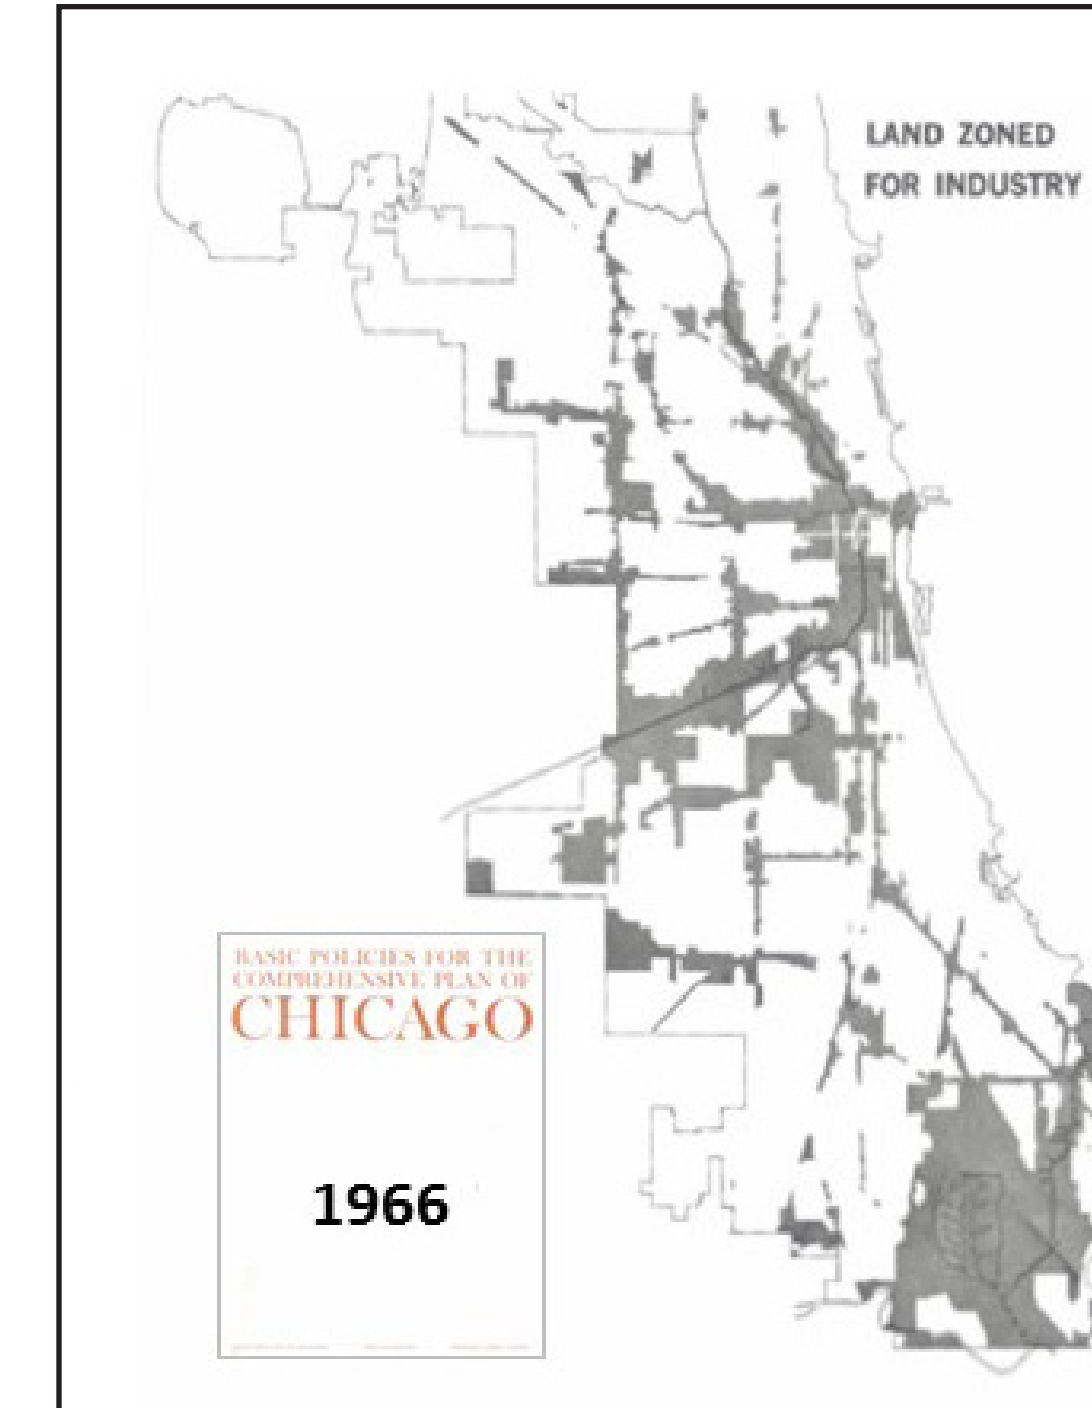 LAND ZONED
FOR INDUSTRY
BASIC POLICIES FOR THE
COMPREHENSIVE PLAN OF
CHICAGO
1966